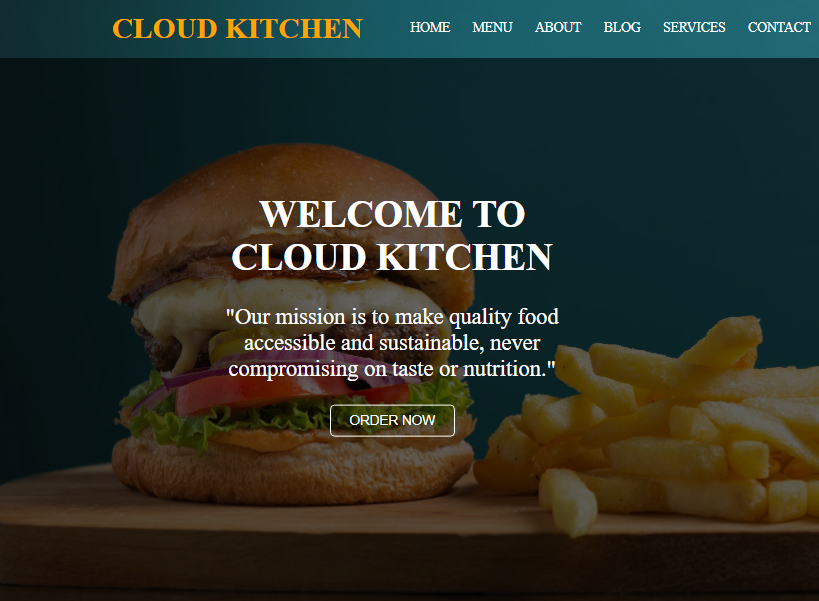 CLOUD KITCHEN
HOME MENU ABOUT BLOG SERVICES CONTACT
WELCOME TO
CLOUD KITCHEN
"Our mission is to make quality food
accessible and sustainable, never
compromising on taste or nutrition."
ORDER NOW